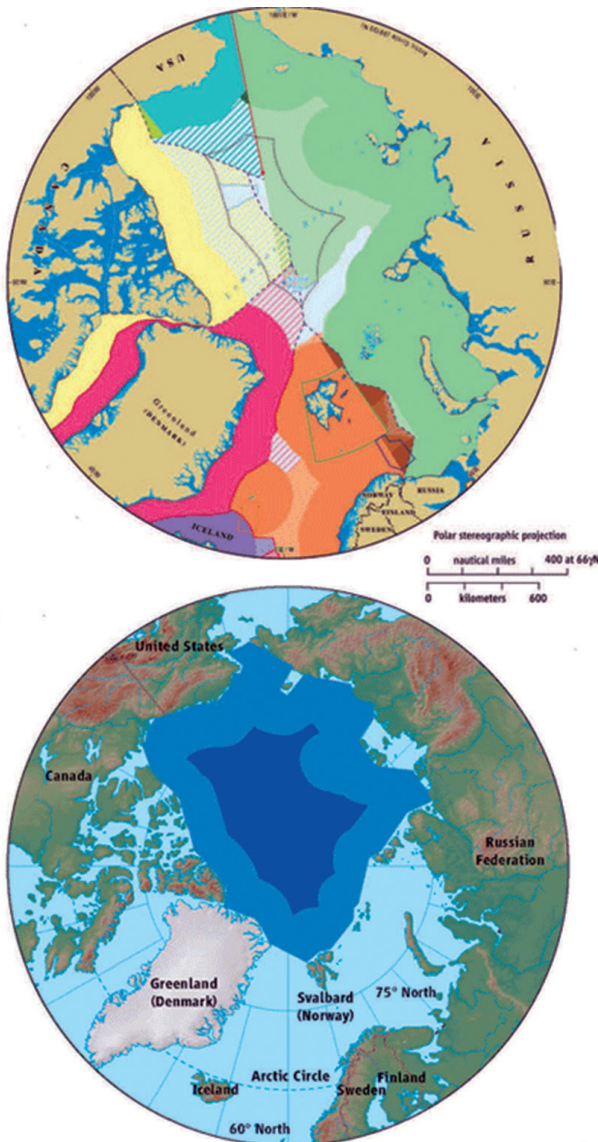 USA
CANADA
RUSSIA
Greenland
(DENMARK)
ICELAND
NORWAY
RUSSIA
FINLAND
SWEDEN
Polar stereographic projection
0 nautical miles 400 at 66
0 kilometers 600
United States
Canada
Russian
Federation
Greenland
(Denmark)
Svalbard
(Norway)
75° North
Arctic Circle
Iceland
Sweden
Finland
60° North